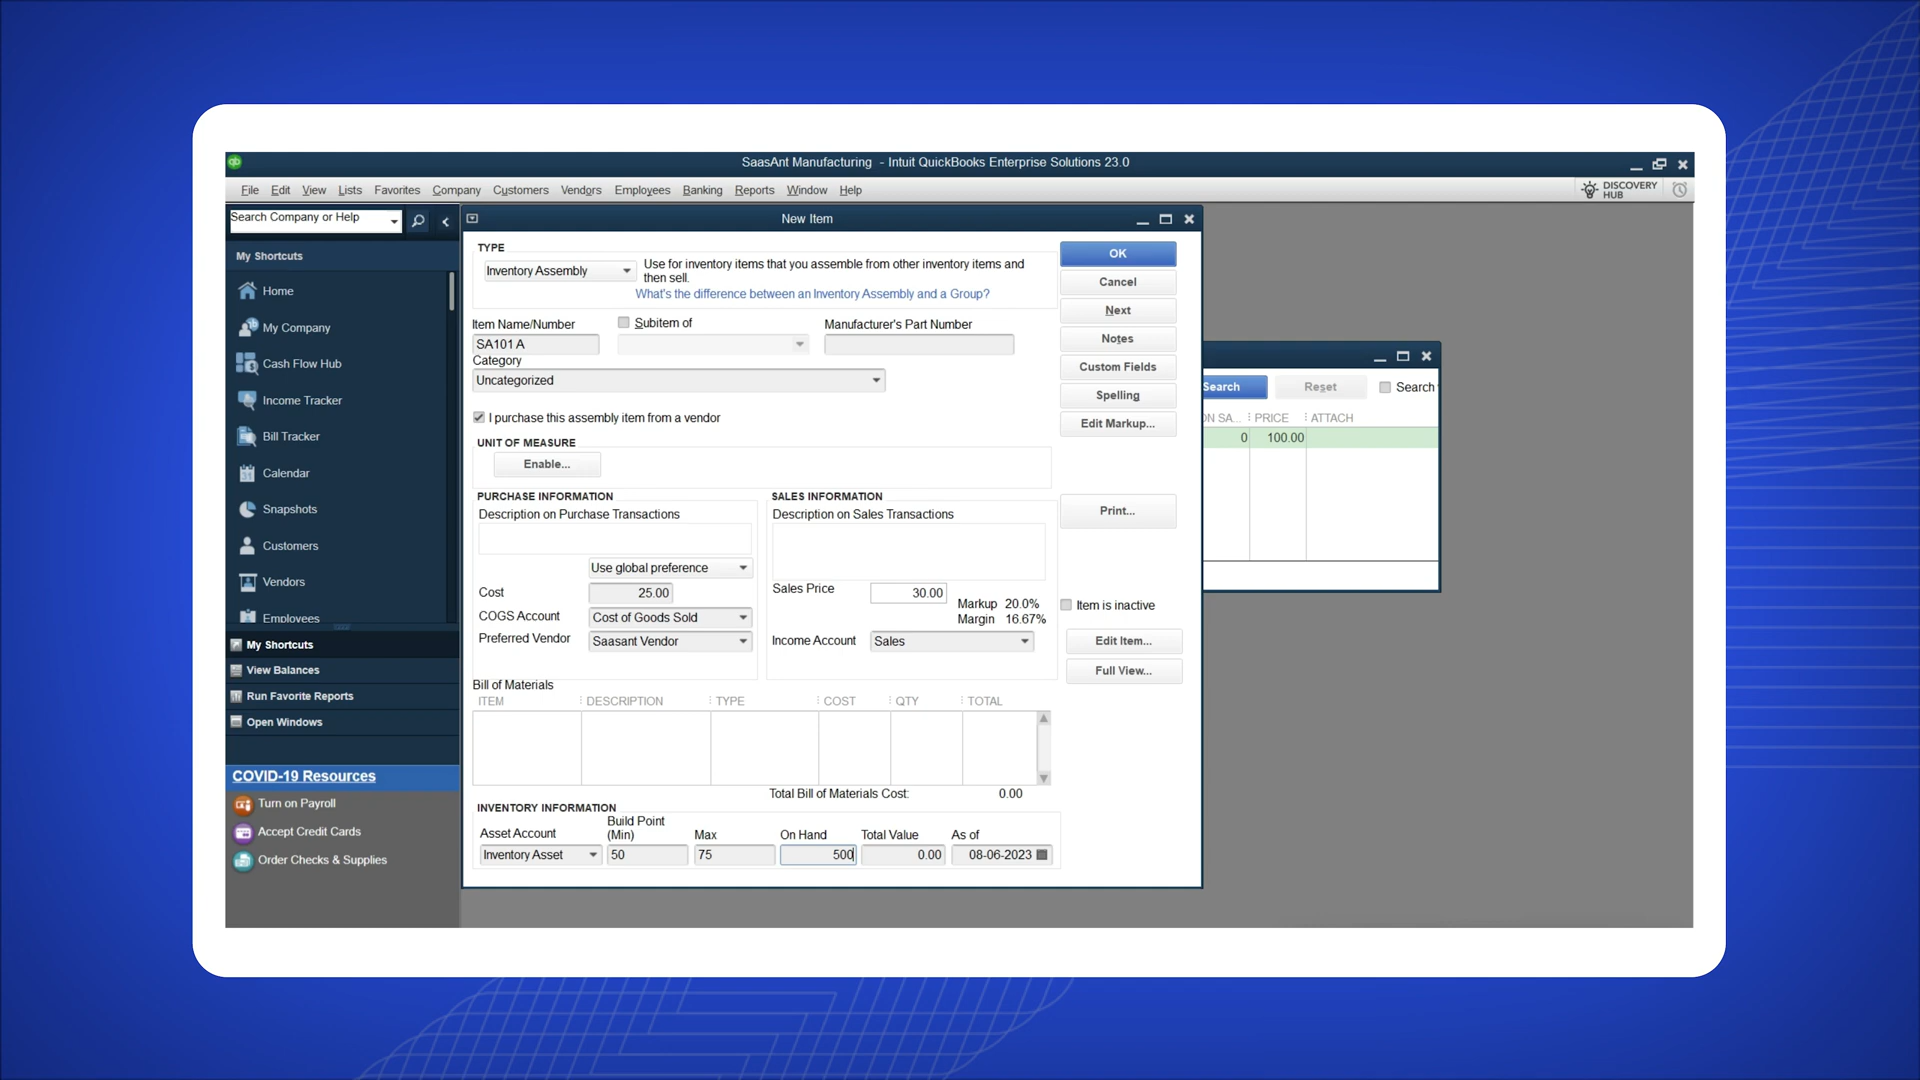 qb
SaasAnt Manufacturing - Intuit QuickBooks Enterprise Solutions 23.0
File Edit View Lists Favorites Company Customers Vendors Employees Banking Reports Window Help
DISCOVERY
HUB
Search Company or Help
My Shortcuts
Home
My Company
Cash Flow Hub
Income Tracker
Bill Tracker
Calendar
Snapshots
Customers
Vendors
Employees
My Shortcuts
View Balances
Run Favorite Reports
Open Windows
COVID-19 Resources
Turn on Payroll
Accept Credit Cards
Order Checks & Supplies
New Item
TYPE
Inventory Assembly
Use for inventory items that you assemble from other inventory items and
then sell.
What's the difference between an Inventory Assembly and a Group?
Item Name/Number
Subitem of
Manufacturer's Part Number
SA101 A
Category
Uncategorized
I purchase this assembly item from a vendor
UNIT OF MEASURE
Enable...
PURCHASE INFORMATION
Description on Purchase Transactions
Use global preference
Cost 25.00
COGS Account Cost of Goods Sold
Preferred Vendor Saasant Vendor
SALES INFORMATION
Description on Sales Transactions
Sales Price 30.00
Markup 20.0%
Margin 16.67%
Income Account Sales
Bill of Materials
ITEM DESCRIPTION TYPE COST QTY TOTAL
Total Bill of Materials Cost: 0.00
INVENTORY INFORMATION
Asset Account
Build Point
(Min)
Max
On Hand
Total Value
As of
Inventory Asset 50 75 500 0.00 08-06-2023
OK
Cancel
Next
Notes
Custom Fields
Spelling
Edit Markup...
Print...
Item is inactive
Edit Item...
Full View...
Search Reset Search
ON SA... PRICE ATTACH
0 100.00